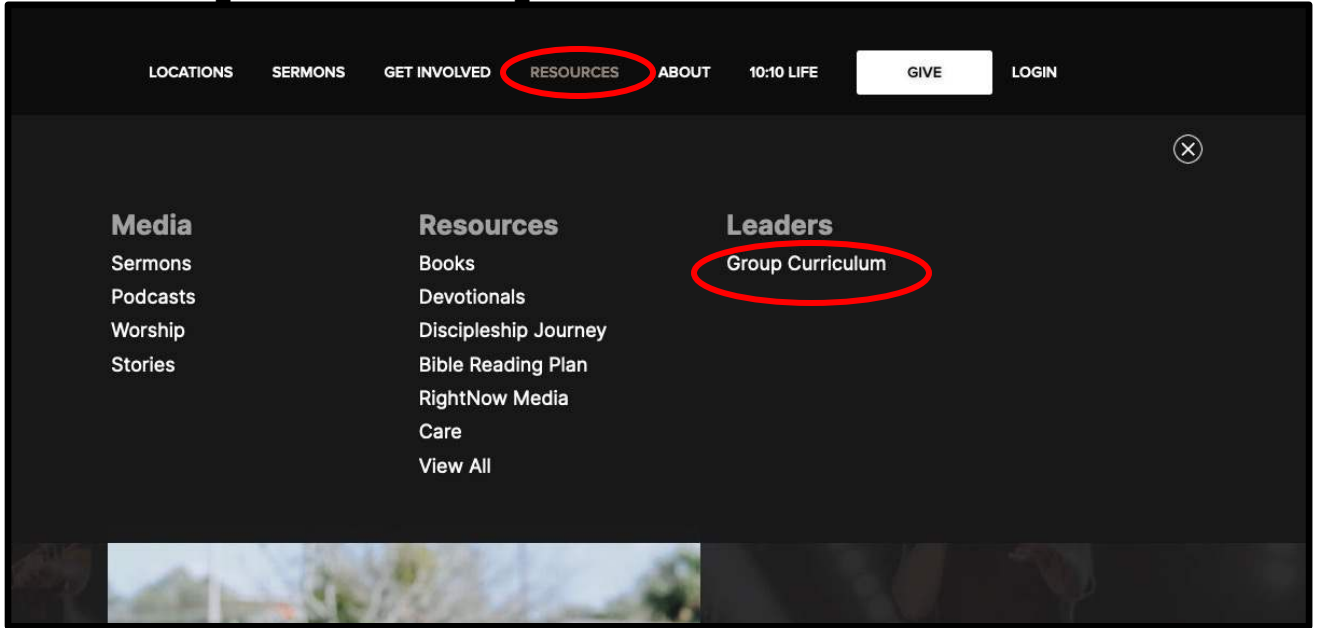 LOCATIONS SERMONS GET INVOLVED RESOURCES ABOUT 10:10 LIFE GIVE LOGIN
Media
Sermons
Podcasts
Worship
Stories
Resources
Books
Devotionals
Discipleship Journey
Bible Reading Plan
RightNow Media
Care
View All
Leaders
Group Curriculum